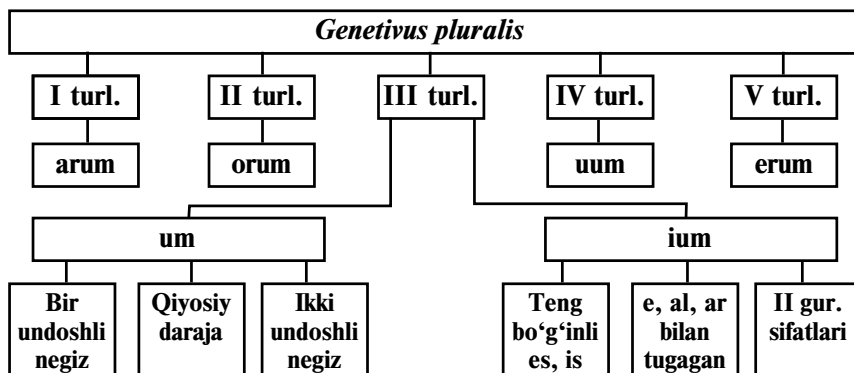 Genetivus pluralis
I turl.
II turl.
III turl.
IV turl.
V turl.
arum
orum
uum
erum
um
ium
Bir
undoshli
negiz
Qiyosiy
daraja
Ikki
undoshli
negiz
Teng
bo‘g‘inli
es, is
e, al, ar
bilan
tugagan
II gur.
sifatlari